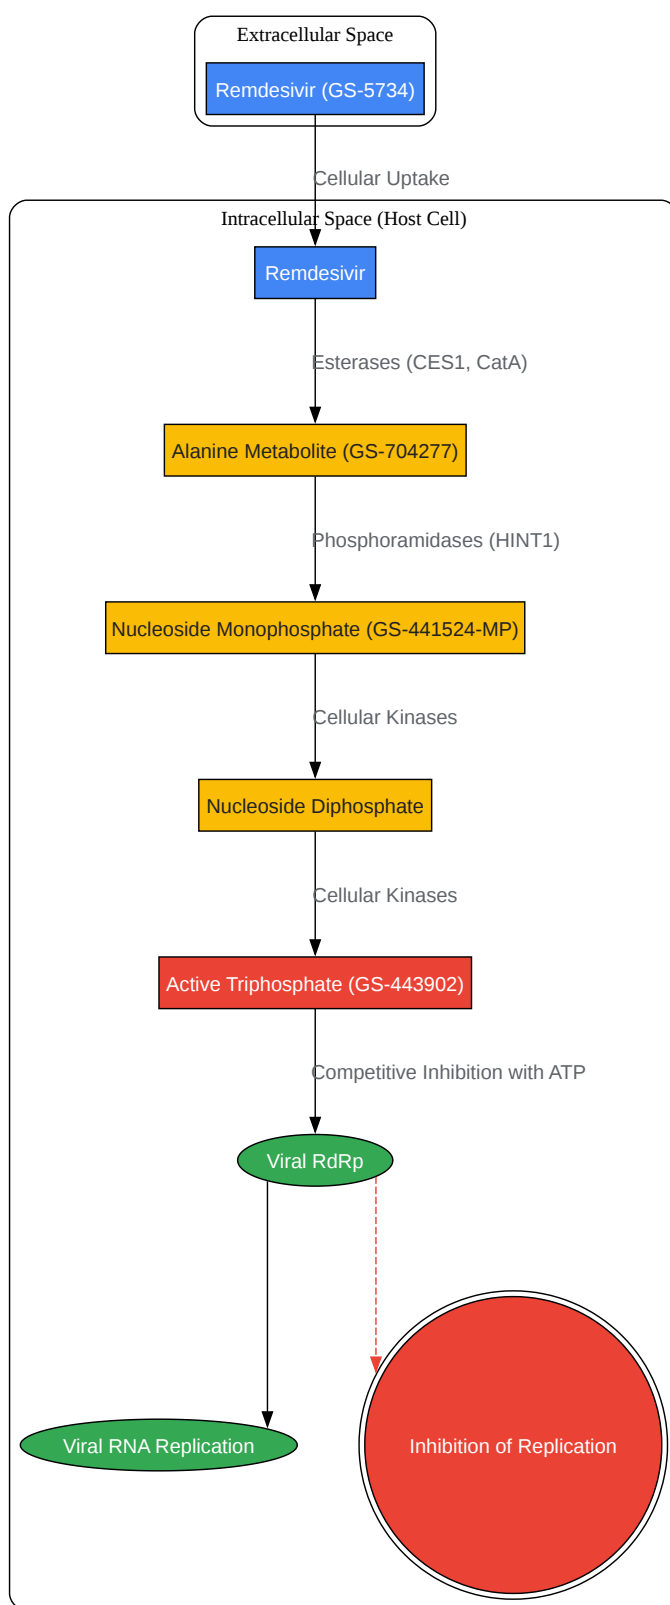 Extracellular Space
Remdesivir (GS-5734)
Cellular Uptake
Intracellular Space (Host Cell)
Remdesivir
Esterases (CES1, CatA)
Alanine Metabolite (GS-704277)
Phosphoramidases (HINT1)
Nucleoside Monophosphate (GS-441524-MP)
Cellular Kinases
Nucleoside Diphosphate
Cellular Kinases
Active Triphosphate (GS-443902)
Competitive Inhibition with ATP
Viral RdRp
Viral RNA Replication
Inhibition of Replication